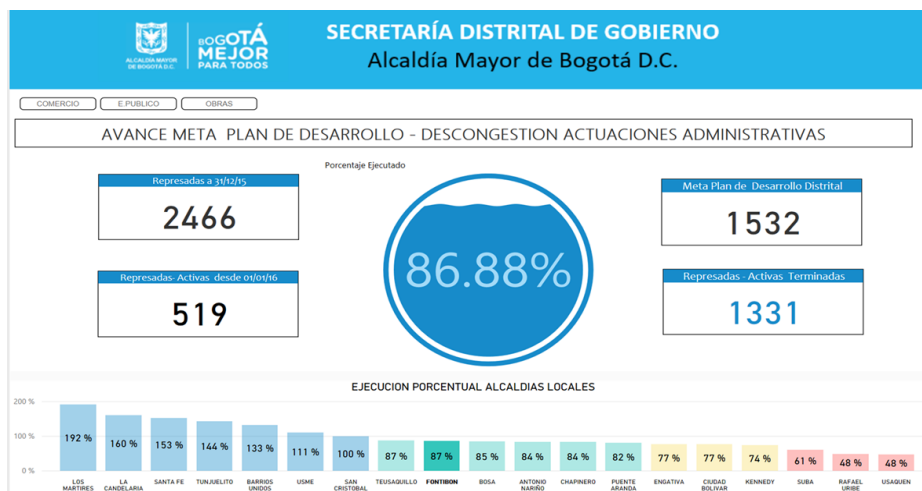 ALCALDÍA MAYOR
DE BOGOTÁ D.C.
BOGOTÁ
MEJOR
PARA TODOS
SECRETARÍA DISTRITAL DE GOBIERNO
Alcaldía Mayor de Bogotá D.C.
COMERCIO E.PUBLICO OBRAS
AVANCE META PLAN DE DESARROLLO - DESCONGESTION ACTUACIONES ADMINISTRATIVAS
Porcentaje Ejecutado
Represadas a 31/12/15
2466
Represadas- Activas desde 01/01/16
519
86.88%
Meta Plan de Desarrollo Distrital
1532
Represadas - Activas Terminadas
1331
EJECUCION PORCENTUAL ALCALDIAS LOCALES
200 %
100 %
0 %
192 % 160 % 153 % 144 % 133 % 111 % 100 % 87 % 87 % 85 % 84 % 84 % 82 % 77 % 77 % 74 % 61 % 48 % 48 %
LOS MARTIRES
LA CANDELARIA
SANTA FE
TUNJUELITO
BARRIOS UNIDOS
USME
SAN CRISTOBAL
TEUSAQUILLO
FONTIBON
BOSA
ANTONIO NARIÑO
CHAPINERO
PUENTE ARANDA
ENGATIVA
CIUDAD BOLIVAR
KENNEDY
SUBA
RAFAEL URIBE
USAQUEN